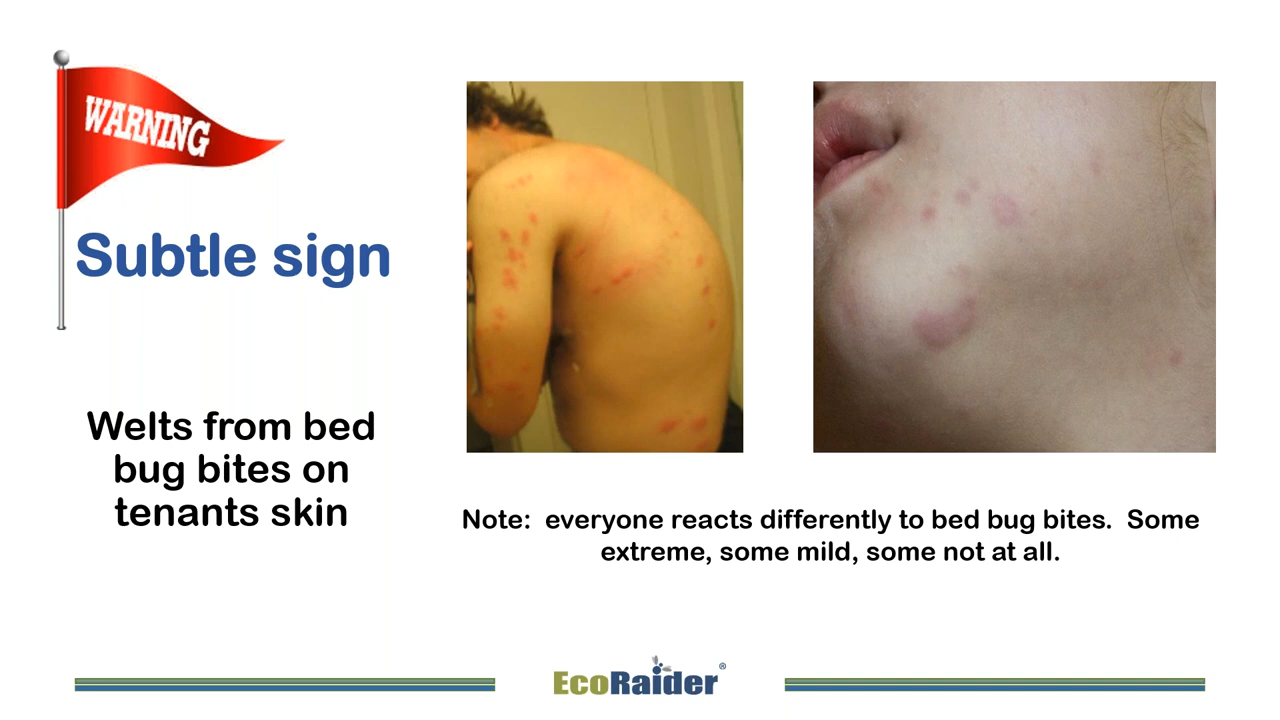 WARNING
Subtle sign
Welts from bed
bug bites on
tenants skin
Note:  everyone reacts differently to bed bug bites.  Some
extreme, some mild, some not at all.
EcoRaider®